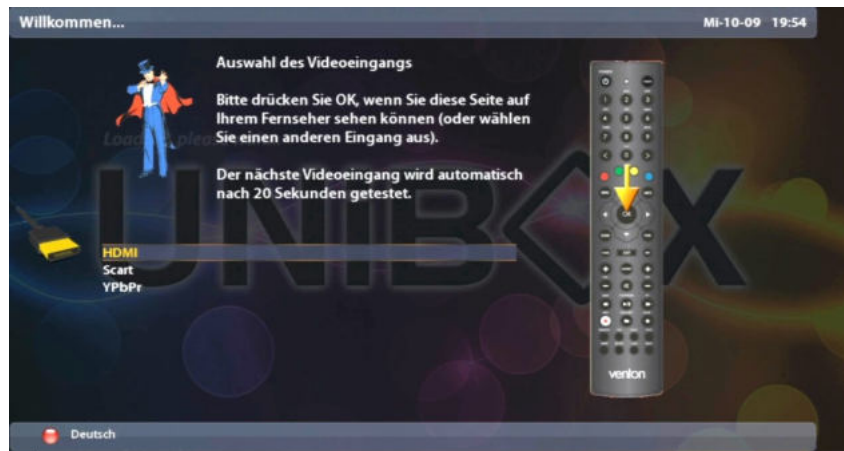 Willkommen...
Mi-10-09 19:54
Auswahl des Videoeingangs
Bitte drücken Sie OK, wenn Sie diese Seite auf
Ihrem Fernseher sehen können (oder wählen
Sie einen anderen Eingang aus).
Der nächste Videoeingang wird automatisch
nach 20 Sekunden getestet.
UNIBOX
HDMI
Scart
YPbPr
OK
venton
Deutsch